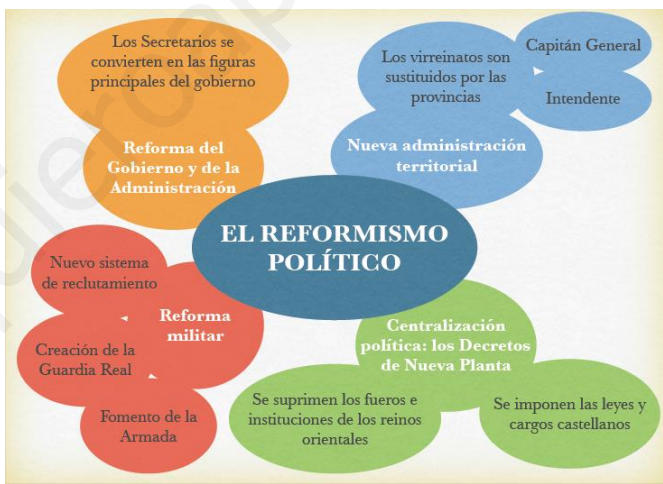 Los Secretarios se
convierten en las figuras
principales del gobierno
Reforma del
Gobierno y de la
Administración
Los virreinatos son
sustituidos por las
provincias
Capitán General
Intendente
Nueva administración
territorial
EL REFORMISMO
POLÍTICO
Nuevo sistema
de reclutamiento
Reforma
militar
Creación de la
Guardia Real
Fomento de la
Armada
Centralización
política: los Decretos
de Nueva Planta
Se suprimen los fueros e
instituciones de los reinos
orientales
Se imponen las leyes y
cargos castellanos